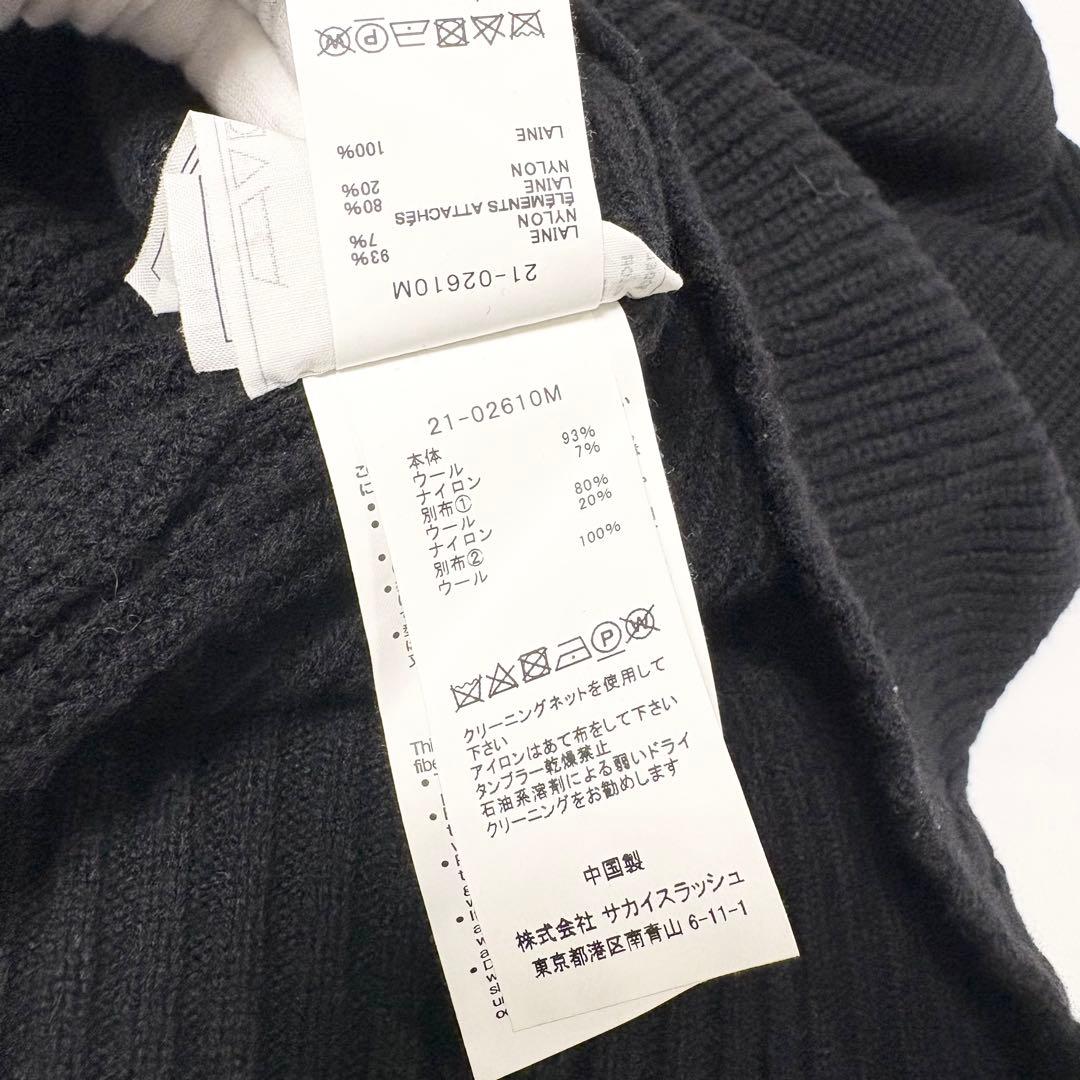 LAINE 100%
NYLON 20%
LAINE 80%
ÉLÉMENTS ATTACHÉS
NYLON 7%
LAINE 93%
21-02610M
21-02610M
本体
ウール 93%
ナイロン 7%
別布①
ウール 80%
ナイロン 20%
別布②
ウール 100%
クリーニングネットを使用して
下さい
アイロンはあて布をして下さい
タンブラー乾燥禁止
石油系溶剤による弱いドライ
クリーニングをお勧めします
中国製
株式会社 サカイスラッシュ
東京都港区南青山 6-11-1